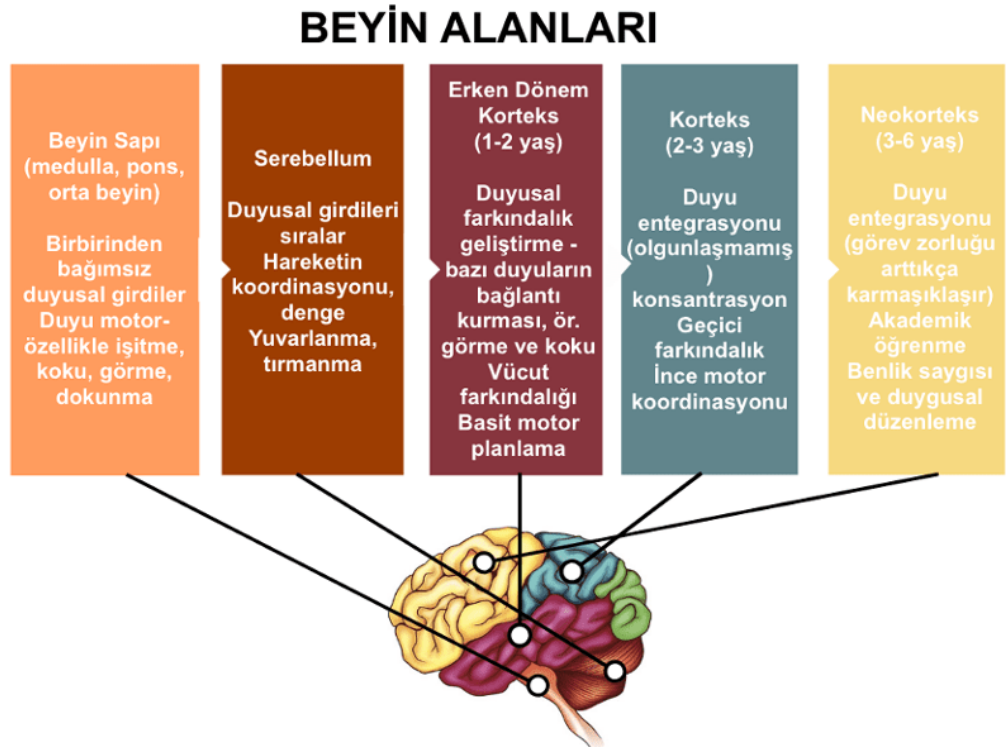 BEYİN ALANLARI
Beyin Sapı
(medulla, pons,
orta beyin)
Birbirinden
bağımsız
duyusal girdiler
Duyu motor-
özellikle işitme,
koku, görme,
dokunma
Serebellum
Duyusal girdileri
sıralar
Hareketin
koordinasyonu,
denge
Yuvarlanma,
tırmanma
Erken Dönem
Korteks
(1-2 yaş)
Duyusal
farkındalık
geliştirme -
bazı duyuların
bağlantı
kurması, ör.
görme ve koku
Vücut
farkındalığı
Basit motor
planlama
Korteks
(2-3 yaş)
Duyu
entegrasyonu
(olgunlaşmamış
)
konsantrasyon
Geçici
farkındalık
İnce motor
koordinasyonu
Neokorteks
(3-6 yaş)
Duyu
entegrasyonu
(görev zorluğu
arttıkça
karmaşıklaşır)
Akademik
öğrenme
Benlik saygısı
ve duygusal
düzenleme